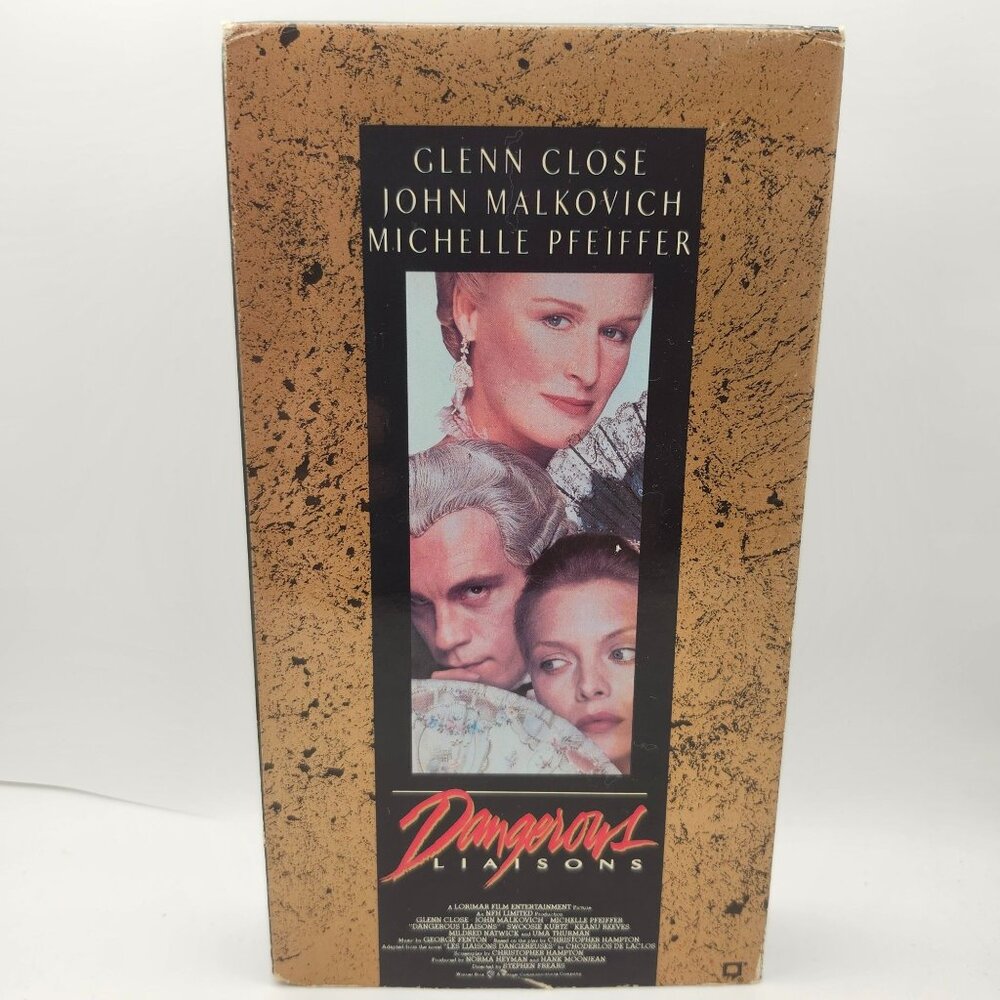 GLENN CLOSE
JOHN MALKOVICH
MICHELLE PFEIFFER
Dangerous
LIAISONS
A LORIMAR FILM ENTERTAINMENT Picture
An NFH LIMITED Production
GLENN CLOSE JOHN MALKOVICH MICHELLE PFEIFFER
"DANGEROUS LIAISONS" SWOOSIE KURTZ KEANU REEVES
MILDRED NATWICK and UMA THURMAN
Music by GEORGE FENTON Based on the play by CHRISTOPHER HAMPTON
Adapted from the novel "LES LIAISONS DANGEREUSES" by CHODERLOS DE LACLOS
Screenplay by CHRISTOPHER HAMPTON
Produced by NORMA HEYMAN and HANK MOONJEAN
Directed by STEPHEN FREARS